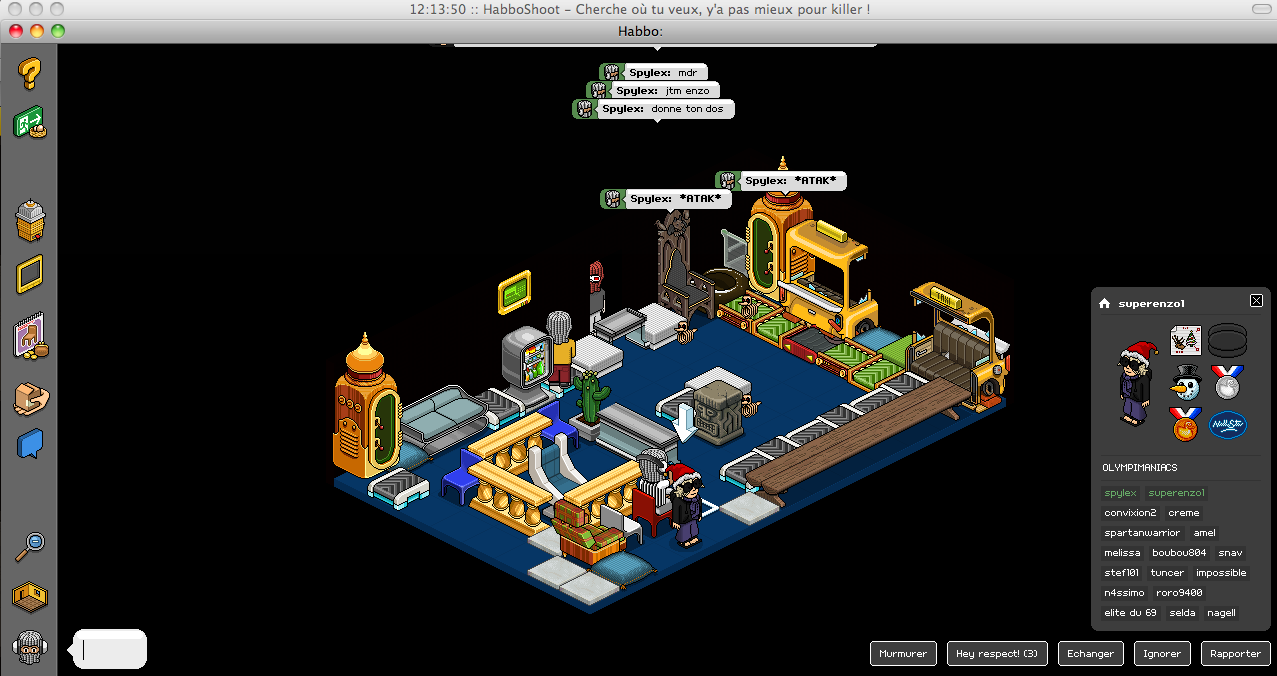 12:13:50 :: HabboShoot - Cherche où tu veux, y'a pas mieux pour killer !
Habbo:
Spylex: mdr
Spylex: jtm enzo
Spylex: donne ton dos
Spylex: *ATAK*
Spylex: *ATAK*
TAXI
superenzo1
OLYMPIMANIACS
spylex superenzo1
convixion2 creme
spartanwarrior amel
melissa boubou804 snav
stef101 tuncer impossible
n4ssimo roro9400
elite du 69 selda nagell
Murmurer Hey respect! (3) Echanger Ignorer Rapporter